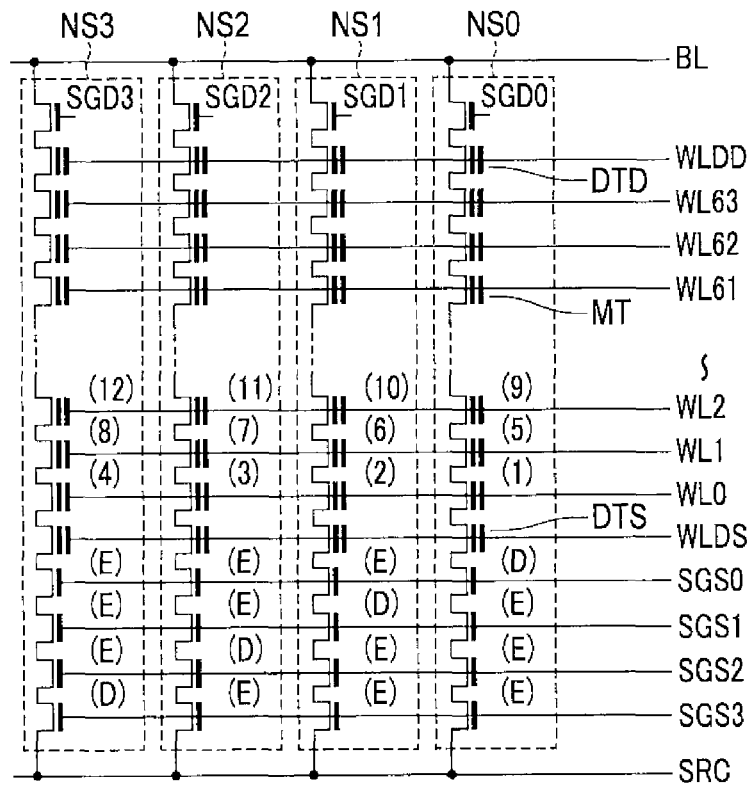 NS3 NS2 NS1 NS0
BL
SGD3 SGD2 SGD1 SGD0
WLDD
DTD
WL63
WL62
WL61
MT
(12) (11) (10) (9)
WL2
(8) (7) (6) (5)
WL1
(4) (3) (2) (1)
WL0
DTS
WLDS
(E) (E) (E) (D)
SGS0
(E) (E) (D) (E)
SGS1
(E) (D) (E) (E)
SGS2
(D) (E) (E) (E)
SGS3
SRC